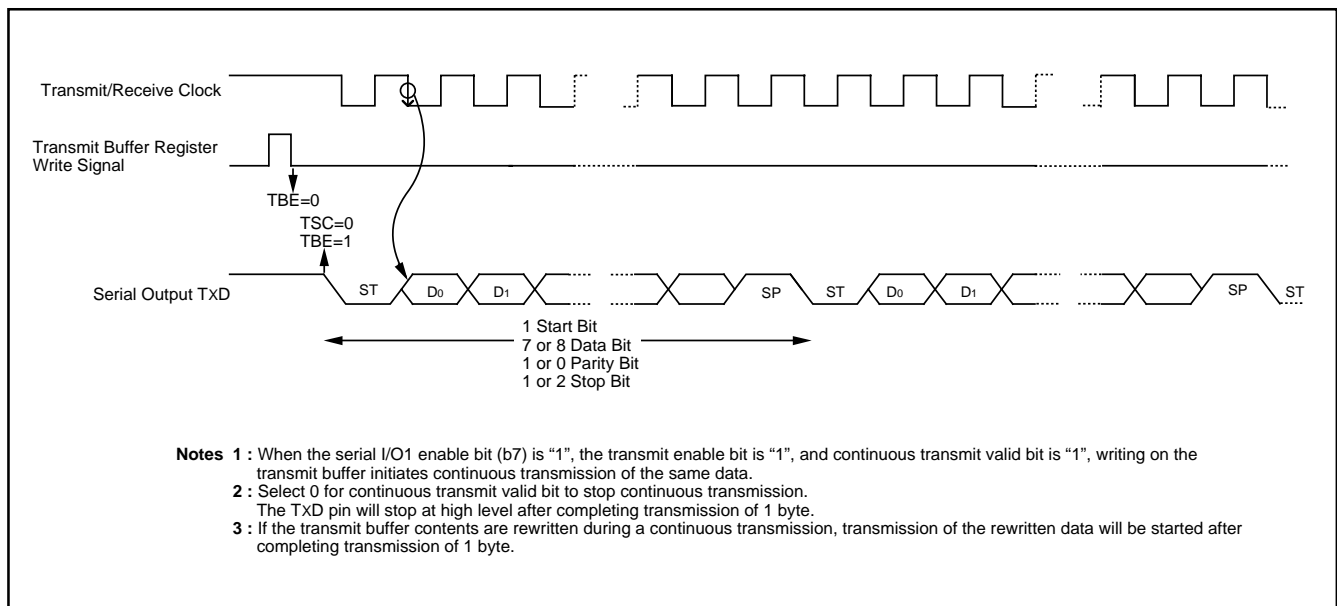 Transmit/Receive Clock
Transmit Buffer Register
Write Signal
TBE=0
TSC=0
TBE=1
Serial Output TXD
ST
D0
D1
SP
ST
D0
D1
SP
ST
1 Start Bit
7 or 8 Data Bit
1 or 0 Parity Bit
1 or 2 Stop Bit
Notes 1 : When the serial I/O1 enable bit (b7) is “1”, the transmit enable bit is “1”, and continuous transmit valid bit is “1”, writing on the
transmit buffer initiates continuous transmission of the same data.
2 : Select 0 for continuous transmit valid bit to stop continuous transmission.
The TXD pin will stop at high level after completing transmission of 1 byte.
3 : If the transmit buffer contents are rewritten during a continuous transmission, transmission of the rewritten data will be started after
completing transmission of 1 byte.